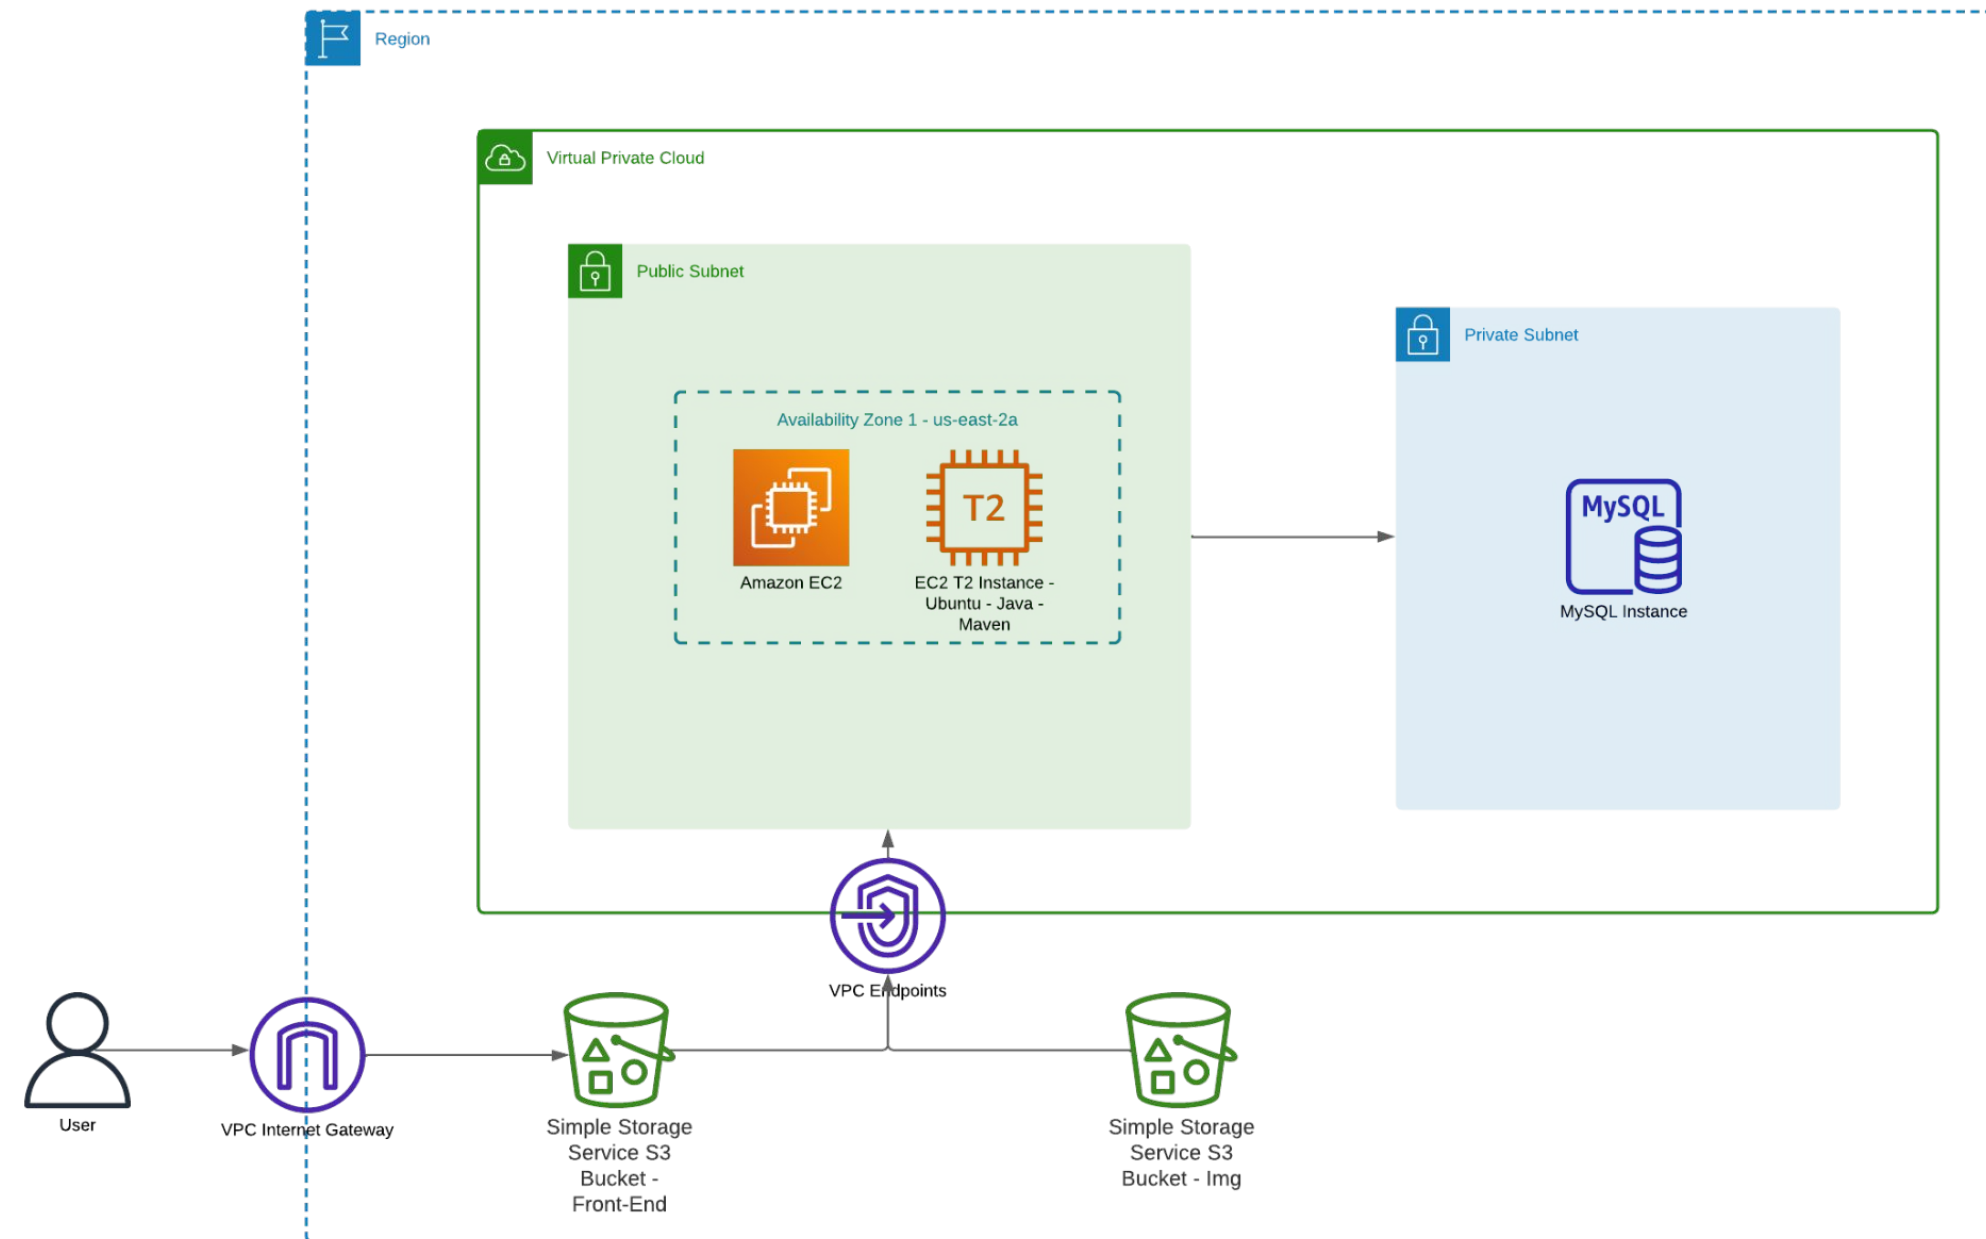 Region
Virtual Private Cloud
Public Subnet
Private Subnet
Availability Zone 1 - us-east-2a
T2
Amazon EC2
EC2 T2 Instance -
Ubuntu - Java -
Maven
MySQL
MySQL Instance
VPC Endpoints
User
VPC Internet Gateway
Simple Storage
Service S3
Bucket -
Front-End
Simple Storage
Service S3
Bucket - Img